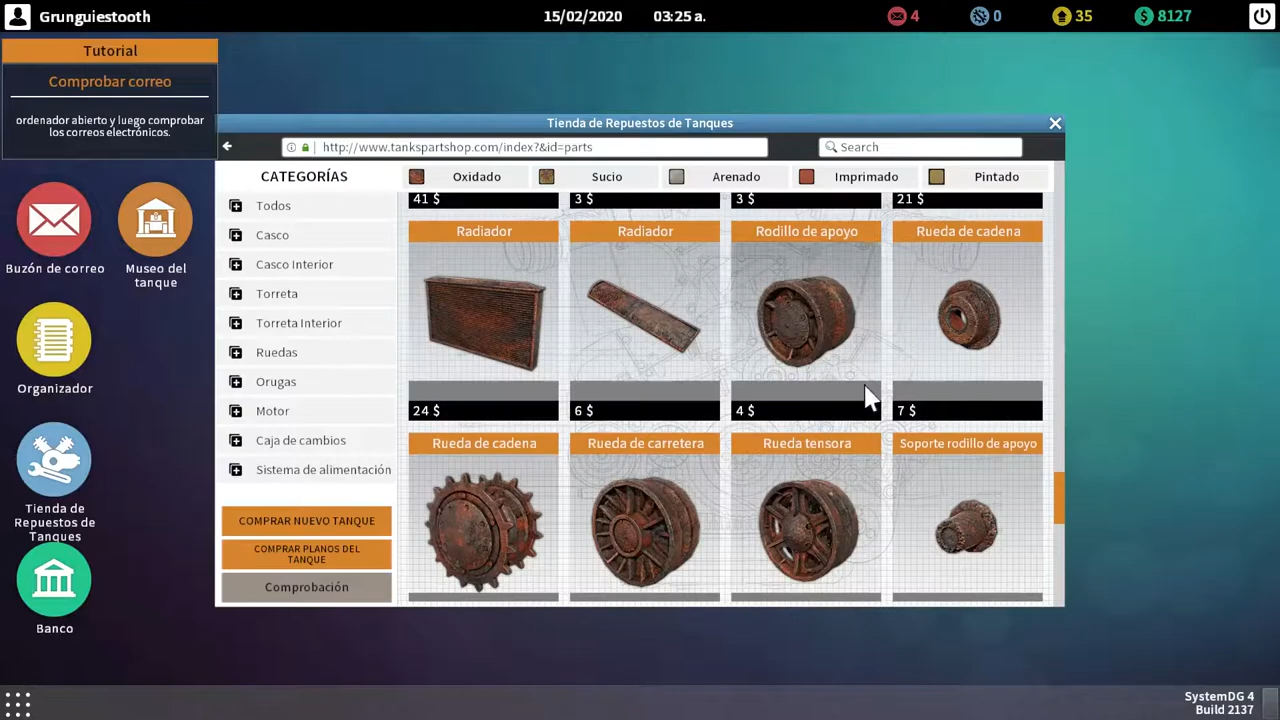 Grunguiestooth
15/02/2020 03:25 a.
4
0
35
8127
Tutorial
Comprobar correo
ordenador abierto y luego comprobar
los correos electrónicos.
Buzón de correo
Museo del
tanque
Organizador
Tienda de
Repuestos de
Tanques
Banco
Tienda de Repuestos de Tanques
http://www.tankspartshop.com/index?&id=parts
Search
CATEGORÍAS
Oxidado
Sucio
Arenado
Imprimado
Pintado
Todos
Casco
Casco Interior
Torreta
Torreta Interior
Ruedas
Orugas
Motor
Caja de cambios
Sistema de alimentación
COMPRAR NUEVO TANQUE
COMPRAR PLANOS DEL
TANQUE
Comprobación
41 $
3 $
3 $
21 $
Radiador
Radiador
Rodillo de apoyo
Rueda de cadena
24 $
6 $
4 $
7 $
Rueda de cadena
Rueda de carretera
Rueda tensora
Soporte rodillo de apoyo
SystemDG 4
Build 2137